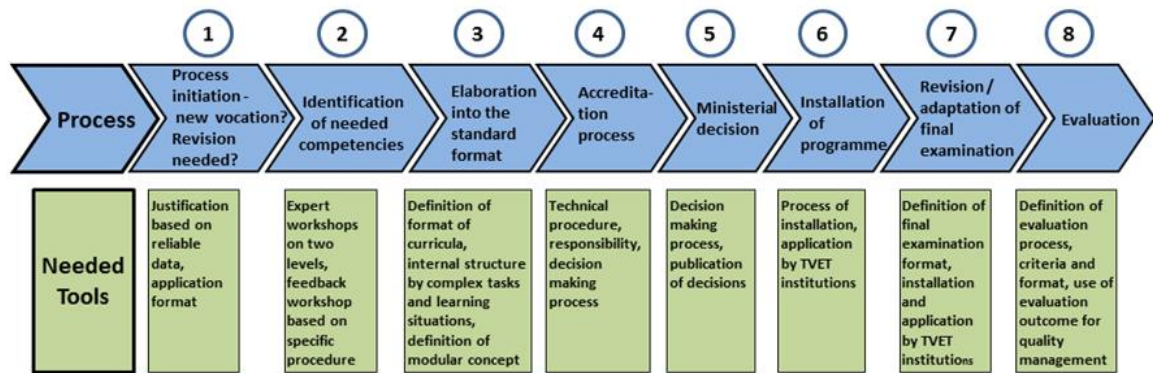 1
2
3
4
5
6
7
8
Process
Process
initiation -
new vocation?
Revision
needed?
Identification
of needed
competencies
Elaboration
into the
standard
format
Accredita-
tation
process
Ministerial
decision
Installation
of
programme
Revision /
adaptation of
final
examination
Evaluation
Needed
Tools
Justification
based on
reliable
data,
application
format
Expert
workshops
on two
levels,
feedback
workshop
based on
specific
procedure
Definition of
format of
curricula,
internal structure
by complex tasks
and learning
situations,
definition of
modular concept
Technical
procedure,
responsibility,
decision
making
process
Decision
making
process,
publication
of decisions
Process of
installation,
application
by TVET
institutions
Definition of
final
examination
format,
installation
and
application
by TVET
institutions
Definition of
evaluation
process,
criteria and
format, use of
evaluation
outcome for
quality
management